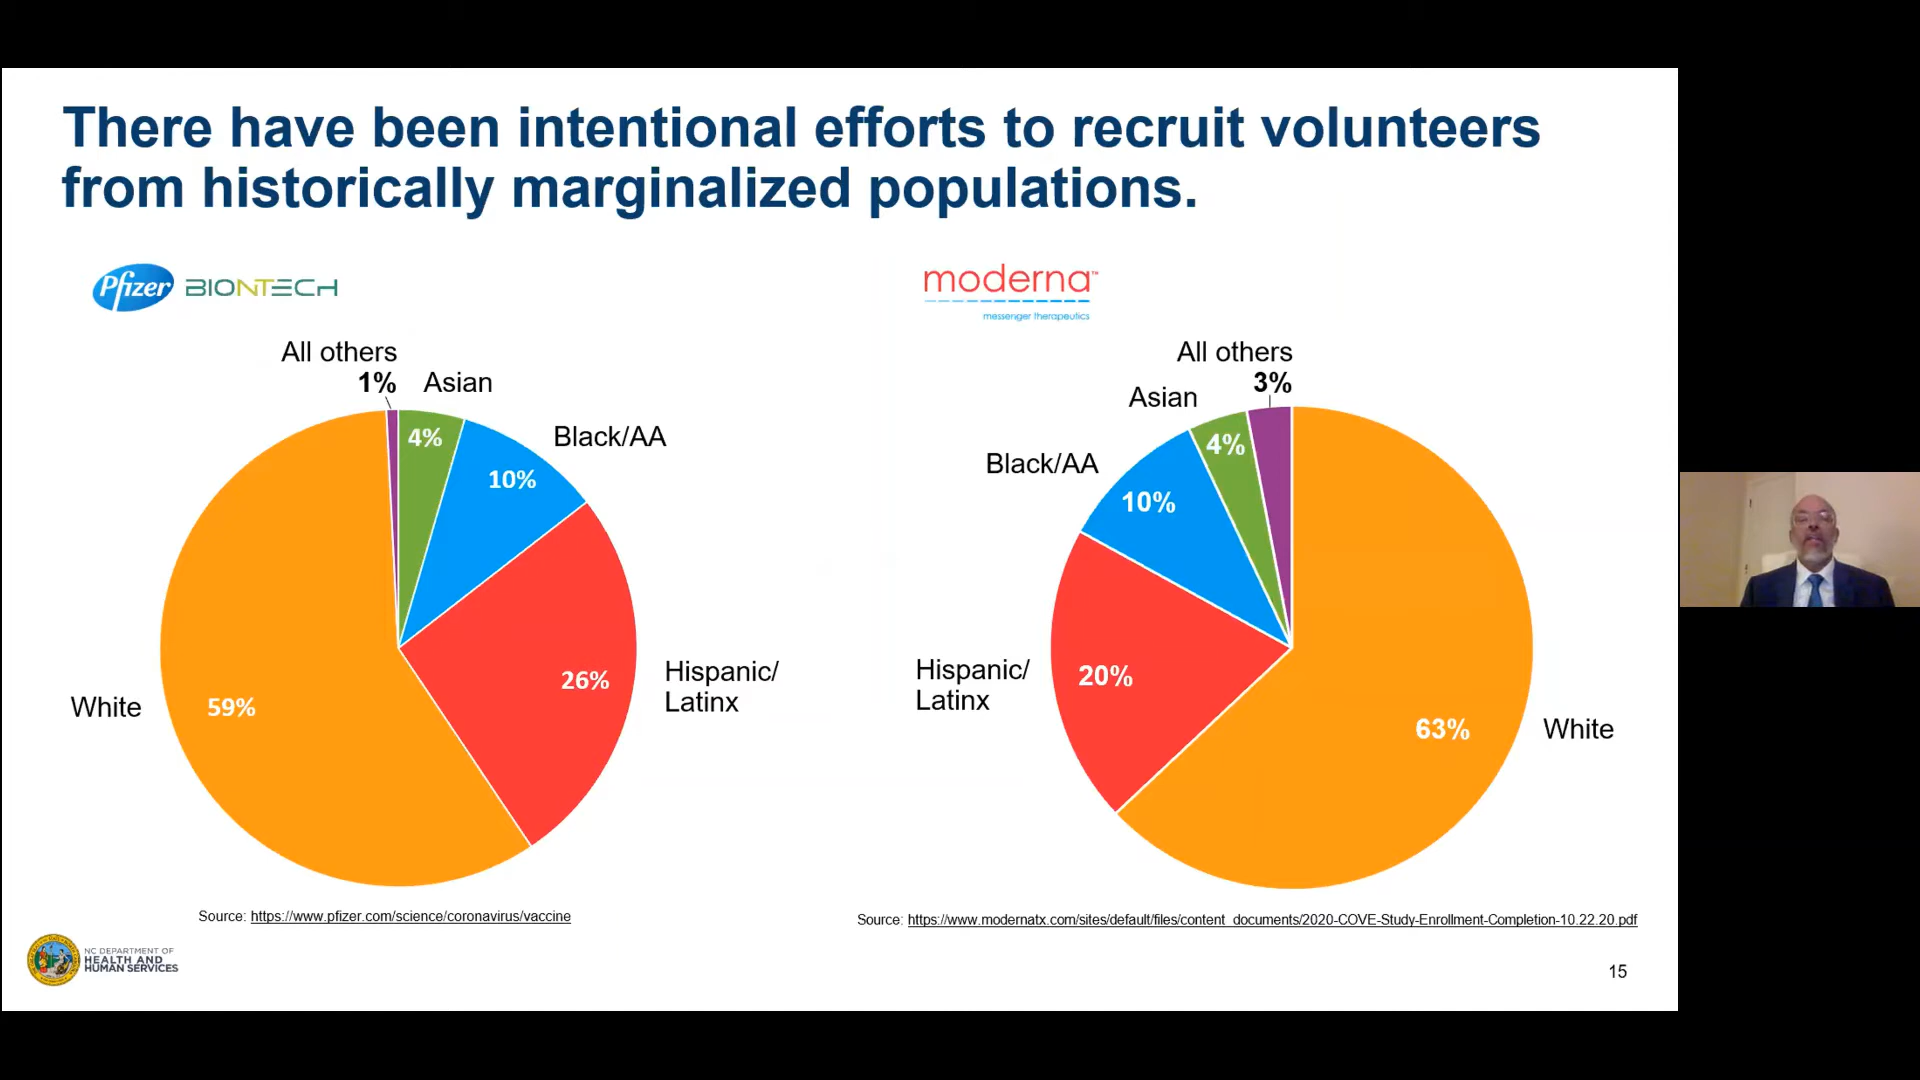 There have been intentional efforts to recruit volunteers
from historically marginalized populations.
Pfizer BIONTECH
All others
1%
Asian
4%
Black/AA
10%
Hispanic/
Latinx
26%
White
59%
Source: https://www.pfizer.com/science/coronavirus/vaccine
moderna™
messenger therapeutics
All others
3%
Asian
4%
Black/AA
10%
Hispanic/
Latinx
20%
White
63%
Source: https://www.modernatx.com/sites/default/files/content_documents/2020-COVE-Study-Enrollment-Completion-10.22.20.pdf
NC DEPARTMENT OF
HEALTH AND
HUMAN SERVICES
15